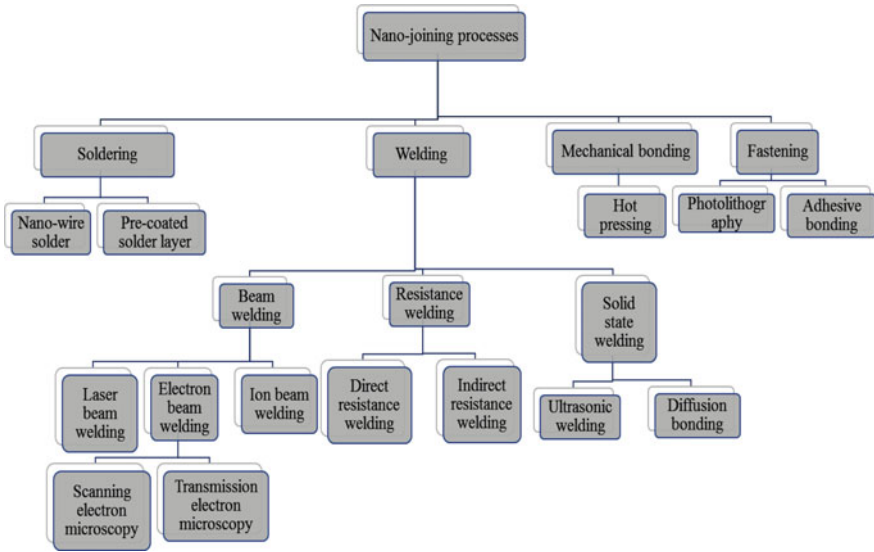 Nano-joining processes
Soldering
Welding
Mechanical bonding
Fastening
Nano-wire
solder
Pre-coated
solder layer
Hot
pressing
Photolithogr
aphy
Adhesive
bonding
Beam
welding
Resistance
welding
Solid
state
welding
Laser
beam
welding
Electron
beam
welding
Ion beam
welding
Direct
resistance
welding
Indirect
resistance
welding
Ultrasonic
welding
Diffusion
bonding
Scanning
electron
microscopy
Transmission
electron
microscopy